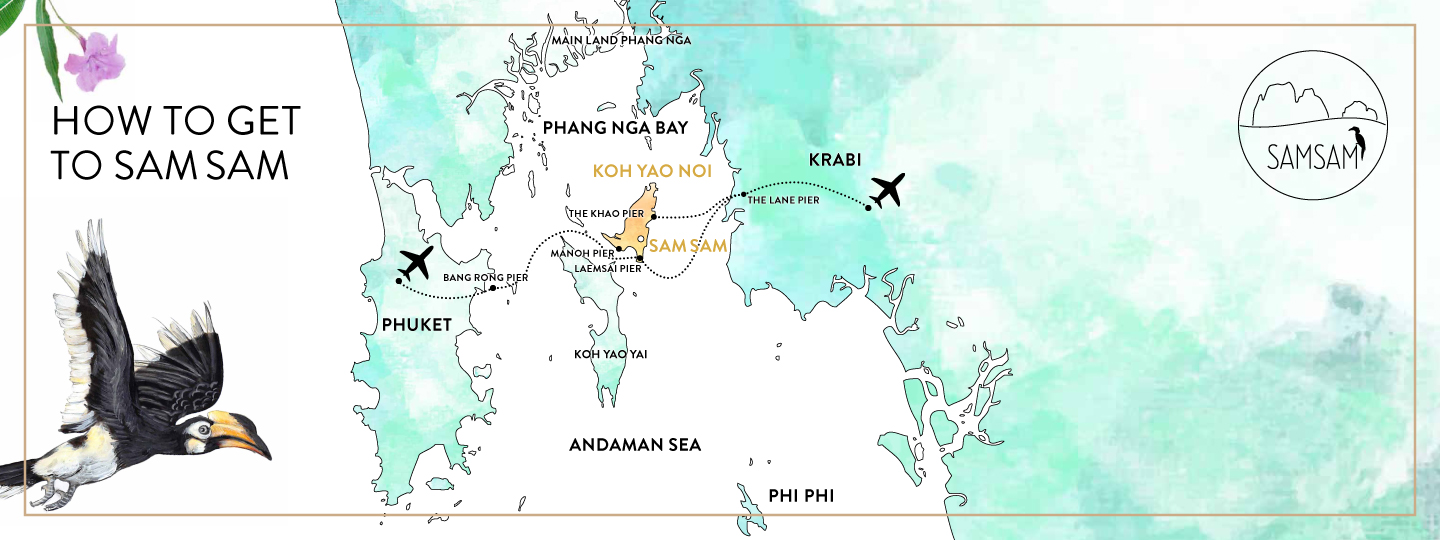 HOW TO GET
TO SAM SAM
MAIN LAND PHANG NGA
PHANG NGA BAY
KOH YAO NOI
KRABI
THE LANE PIER
THE KHAO PIER
SAM SAM
MANOH PIER
LAEMSAI PIER
BANG RONG PIER
PHUKET
KOH YAO YAI
ANDAMAN SEA
PHI PHI
SAMSAM